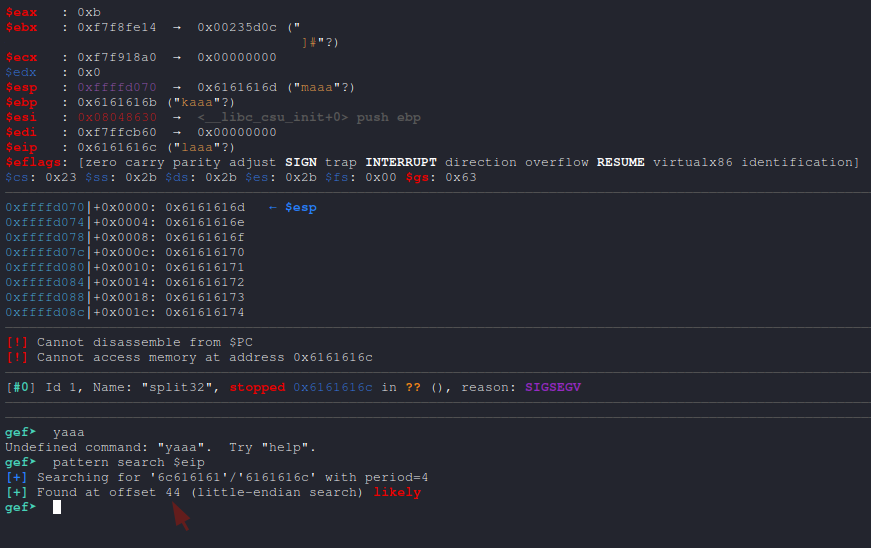 $eax   : 0xb
$ebx   : 0xf7f8fe14  →  0x00235d0c ("
]#"?)
$ecx   : 0xf7f918a0  →  0x00000000
$edx   : 0x0
$esp   : 0xffffd070  →  0x6161616d ("maaa"?)
$ebp   : 0x6161616b ("kaaa"?)
$esi   : 0x08048630  →  <__libc_csu_init+0> push ebp
$edi   : 0xf7ffcb60  →  0x00000000
$eip   : 0x6161616c ("laaa"?)
$eflags: [zero carry parity adjust SIGN trap INTERRUPT direction overflow RESUME virtualx86 identification]
$cs: 0x23 $ss: 0x2b $ds: 0x2b $es: 0x2b $fs: 0x00 $gs: 0x63
0xffffd070│+0x0000: 0x6161616d   ← $esp
0xffffd074│+0x0004: 0x6161616e
0xffffd078│+0x0008: 0x6161616f
0xffffd07c│+0x000c: 0x61616170
0xffffd080│+0x0010: 0x61616171
0xffffd084│+0x0014: 0x61616172
0xffffd088│+0x0018: 0x61616173
0xffffd08c│+0x001c: 0x61616174
[!] Cannot disassemble from $PC
[!] Cannot access memory at address 0x6161616c
[#0] Id 1, Name: "split32", stopped 0x6161616c in ?? (), reason: SIGSEGV
gef➤  yaaa
Undefined command: "yaaa".  Try "help".
gef➤  pattern search $eip
[+] Searching for '6c616161'/'6161616c' with period=4
[+] Found at offset 44 (little-endian search) likely
gef➤